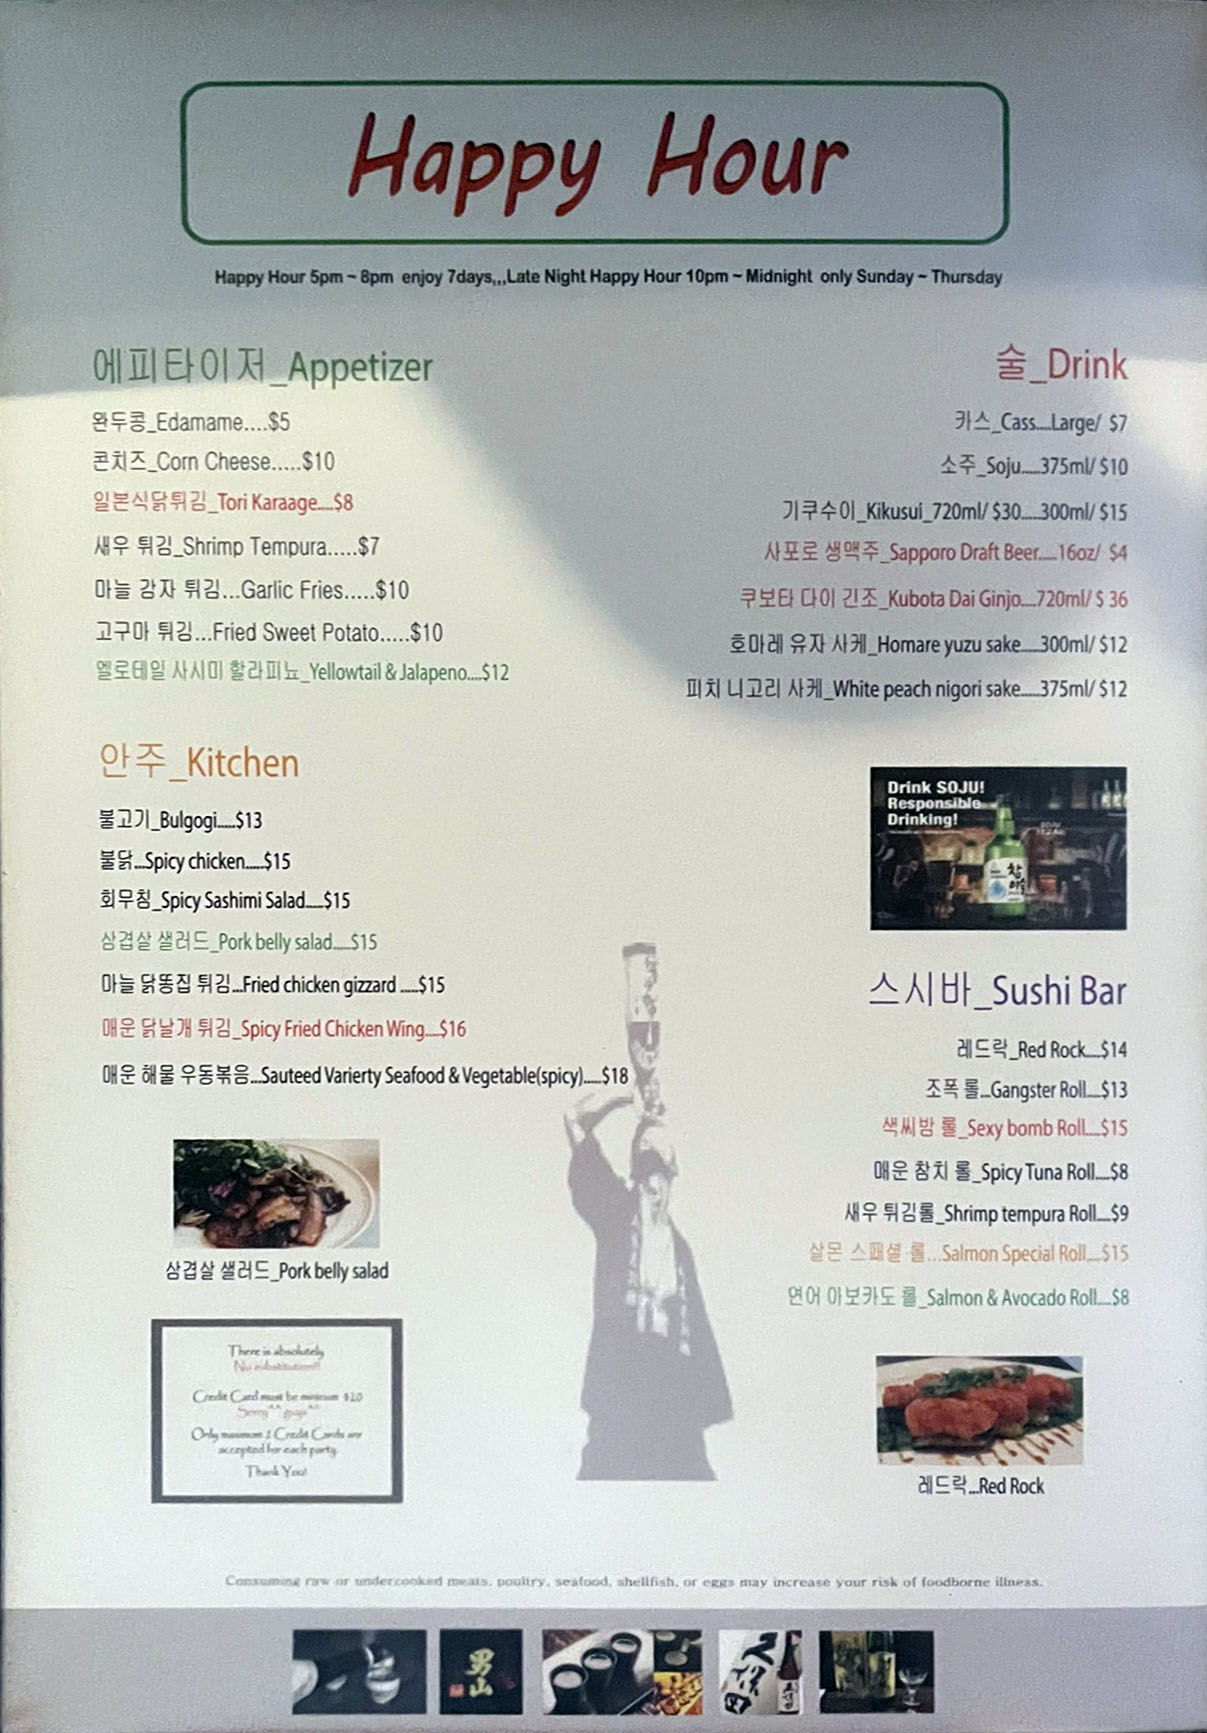 Happy Hour
Happy Hour 5pm ~ 8pm enjoy 7days,,,Late Night Happy Hour 10pm ~ Midnight only Sunday ~ Thursday
에피타이저_Appetizer
완두콩_Edamame....$5
콘치즈_Corn Cheese.....$10
일본식닭튀김_Tori Karaage....$8
새우 튀김_Shrimp Tempura.....$7
마늘 감자 튀김...Garlic Fries.....$10
고구마 튀김...Fried Sweet Potato.....$10
옐로테일 사시미 할라피뇨_Yellowtail & Jalapeno....$12
술_Drink
카스_Cass....Large/ $7
소주_Soju.....375ml/ $10
기쿠수이_Kikusui_720ml/ $30.....300ml/ $15
사포로 생맥주_Sapporo Draft Beer.....16oz/ $4
쿠보타 다이 긴조_Kubota Dai Ginjo....720ml/ $ 36
호마레 유자 사케_Homare yuzu sake.....300ml/ $12
피치 니고리 사케_White peach nigori sake.....375ml/ $12
안주_Kitchen
불고기_Bulgogi.....$13
불닭...Spicy chicken.....$15
회무침_Spicy Sashimi Salad.....$15
삼겹살 샐러드_Pork belly salad.....$15
마늘 닭똥집 튀김...Fried chicken gizzard .....$15
매운 닭날개 튀김_Spicy Fried Chicken Wing....$16
매운 해물 우동볶음...Sauteed Varierty Seafood & Vegetable(spicy).....$18
삼겹살 샐러드_Pork belly salad
There is absolutely
No substitution!!
Credit Card must be minimum $20
Sorry^^ guys^^
Only maximum 2 Credit Cards are
accepted for each party
Thank You!
Drink SOJU!
Responsible
Drinking!
참
이슬
스시바_Sushi Bar
레드락_Red Rock....$14
조폭 롤...Gangster Roll....$13
색씨밤 롤_Sexy bomb Roll....$15
매운 참치 롤_Spicy Tuna Roll....$8
새우 튀김롤_Shrimp tempura Roll....$9
살몬 스패셜 롤...Salmon Special Roll....$15
연어 아보카도 롤_Salmon & Avocado Roll....$8
레드락...Red Rock
Consuming raw or undercooked meats, poultry, seafood, shellfish, or eggs may increase your risk of foodborne illness.
男山
久保田